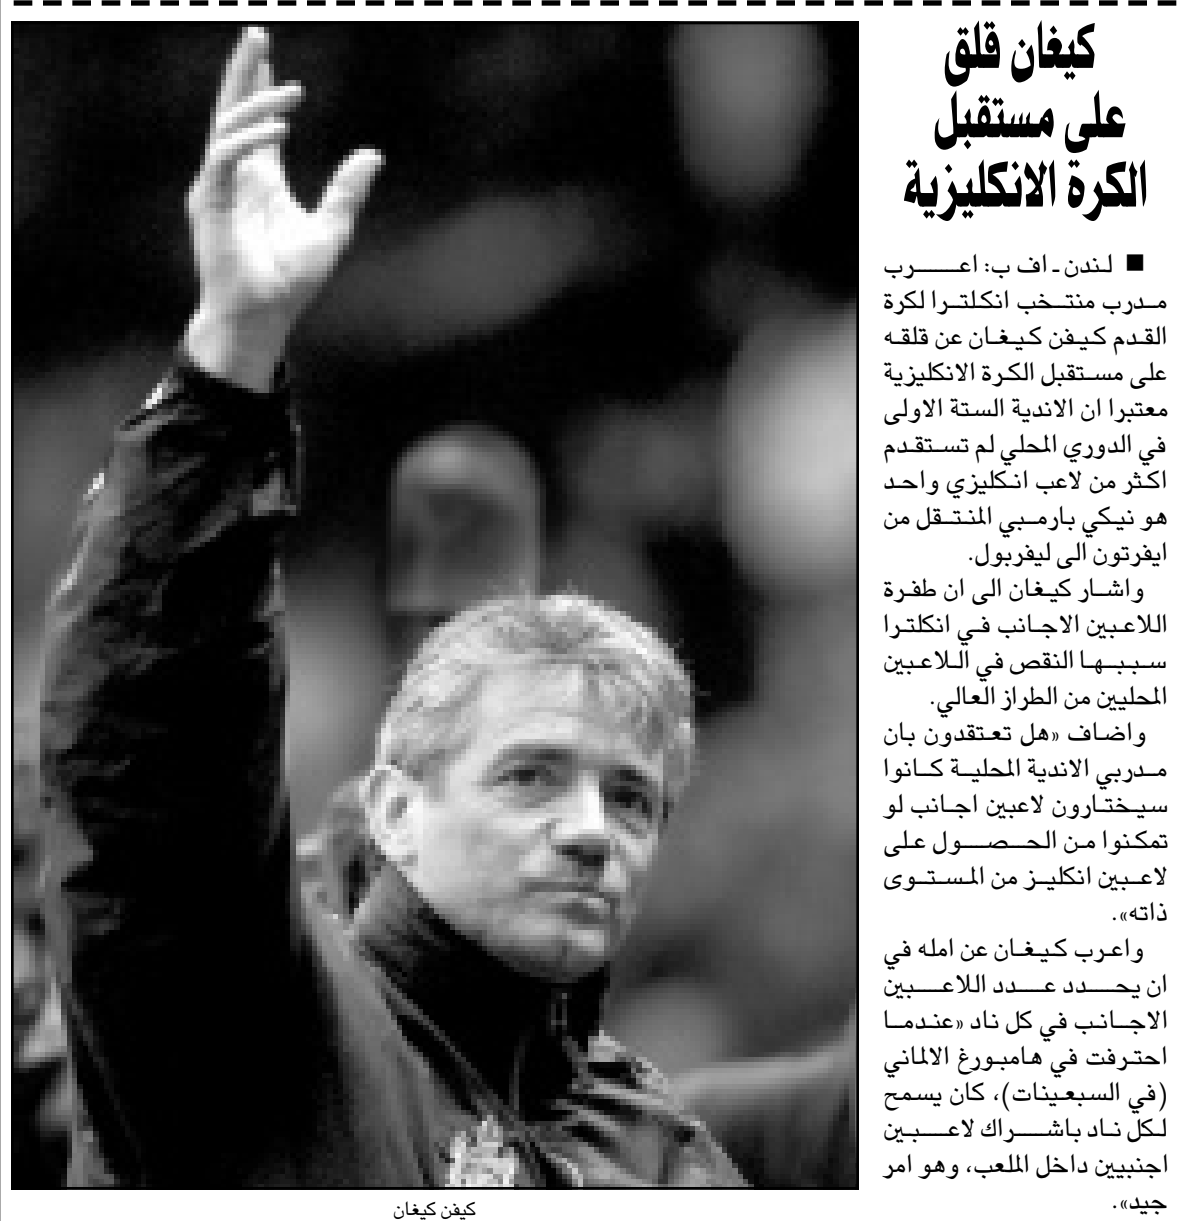 كيغان قلق
على مستقبل
الكرة الانكليزية
■ لندن ـ اف ب: اعرب
مدرب منتخب انكلترا لكرة
القدم كيفن كيغان عن قلقه
على مستقبل الكرة الانكليزية
معتبرا ان الاندية الستة الاولى
في الدوري المحلي لم تستقدم
اكثر من لاعب انكليزي واحد
هو نيكي بارمبي المنتقل من
ايفرتون الى ليفربول.
واشار كيغان الى ان طفرة
اللاعبين الاجانب في انكلترا
سببها النقص في اللاعبين
المحليين من الطراز العالي.
واضاف «هل تعتقدون بان
مدربي الاندية المحلية كانوا
سيختارون لاعبين اجانب لو
تمكنوا من الحصول على
لاعبين انكليز من المستوى
ذاته».
واعرب كيغان عن امله في
ان يحدد عدد اللاعبين
الاجانب في كل ناد «عندما
احترفت في هامبورغ الالماني
(في السبعينات)، كان يسمح
لكل ناد باشراك لاعبين
اجنبيين داخل الملعب، وهو امر
جيد».
كيفن كيغان